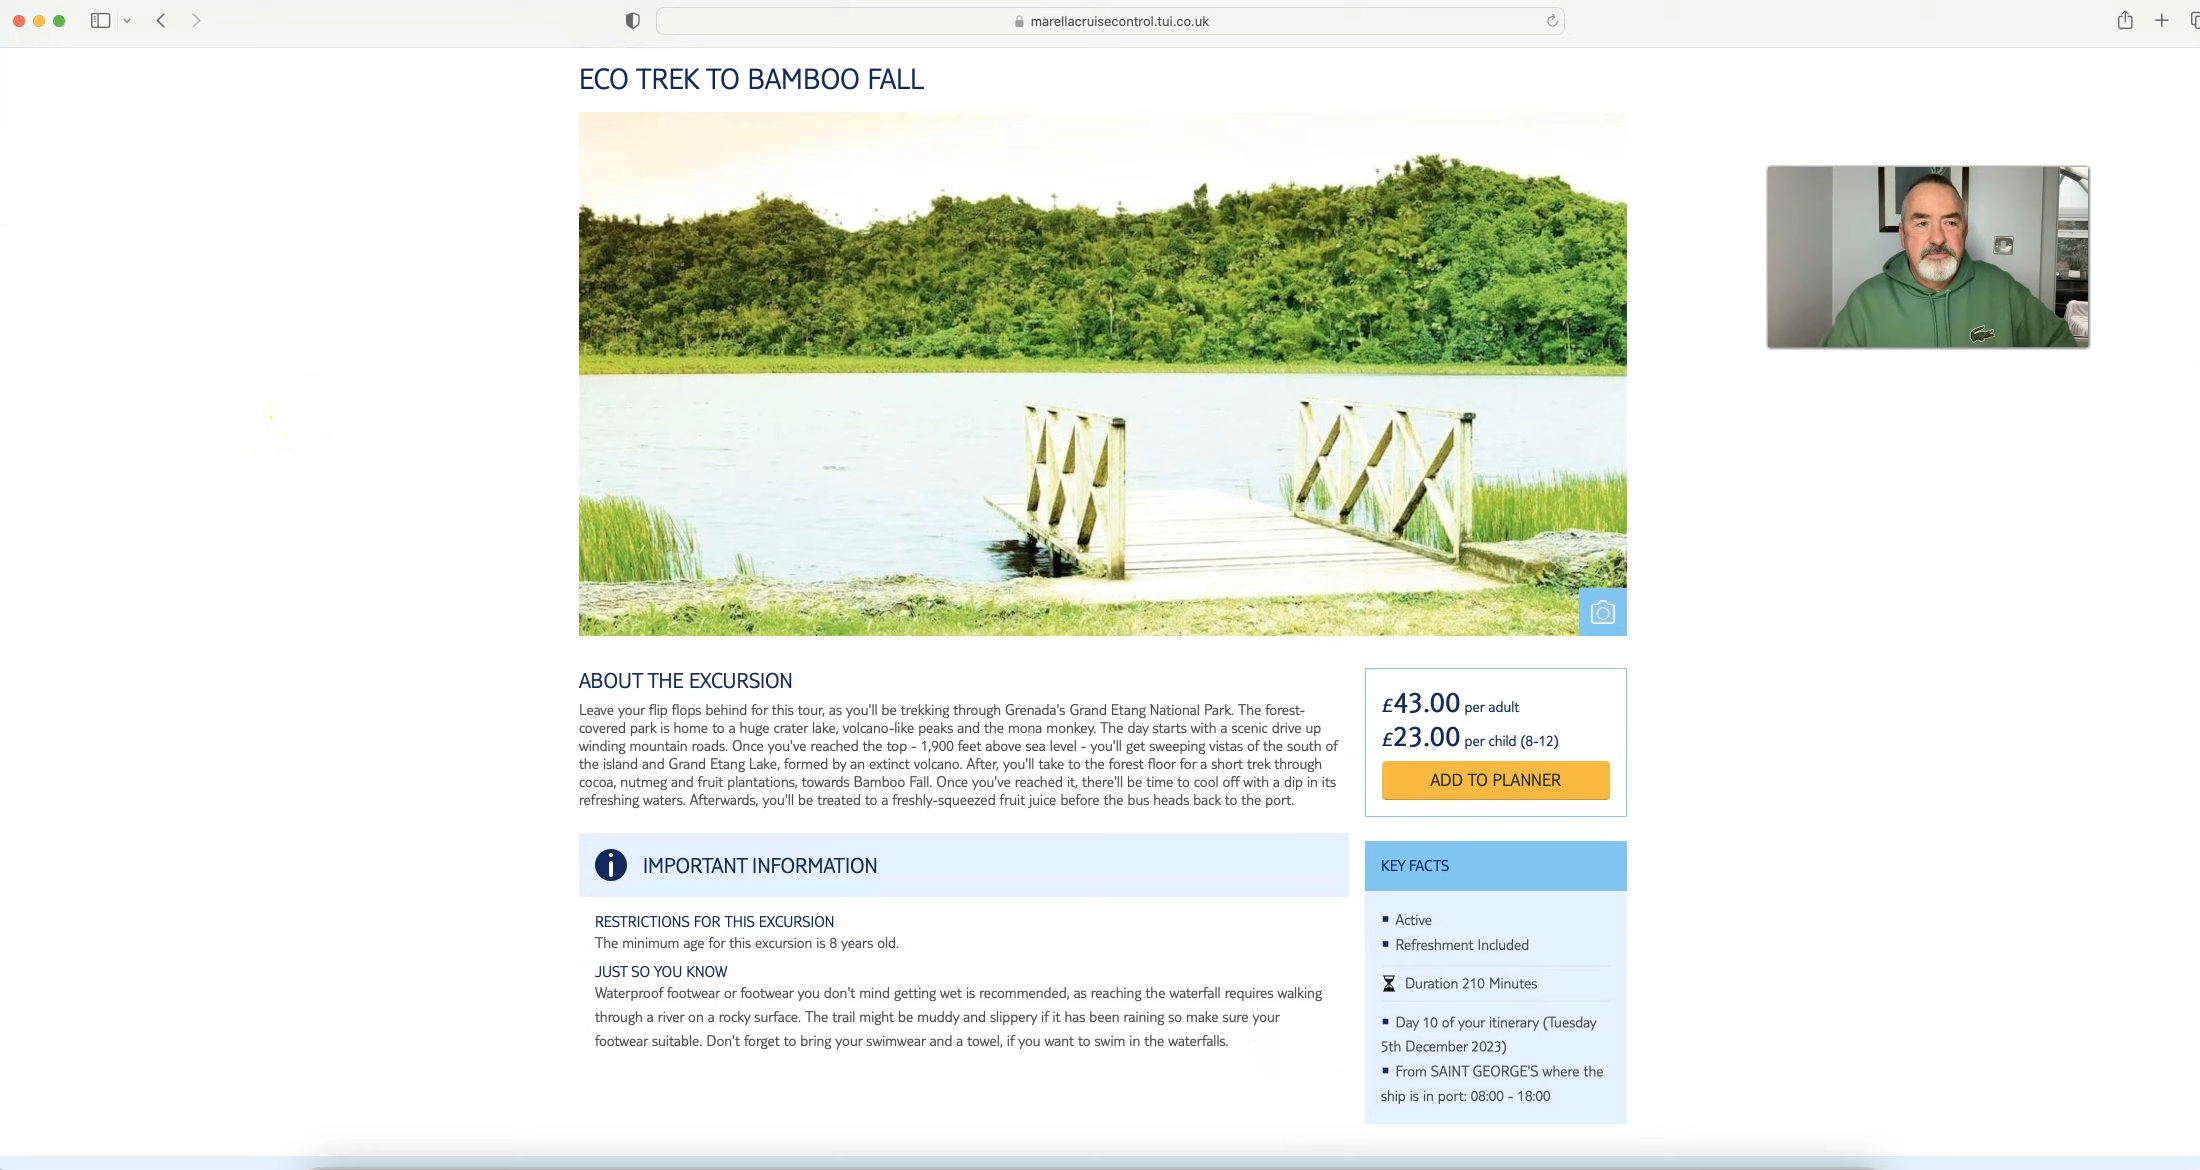 marellacruisecontrol.tui.co.uk
ECO TREK TO BAMBOO FALL
ABOUT THE EXCURSION
Leave your flip flops behind for this tour, as you'll be trekking through Grenada's Grand Etang National Park. The forest-
covered park is home to a huge crater lake, volcano-like peaks and the mona monkey. The day starts with a scenic drive up
winding mountain roads. Once you've reached the top - 1,900 feet above sea level - you'll get sweeping vistas of the south of
the island and Grand Etang Lake, formed by an extinct volcano. After, you'll take to the forest floor for a short trek through
cocoa, nutmeg and fruit plantations, towards Bamboo Fall. Once you've reached it, there'll be time to cool off with a dip in its
refreshing waters. Afterwards, you'll be treated to a freshly-squeezed fruit juice before the bus heads back to the port.
£43.00 per adult
£23.00 per child (8-12)
ADD TO PLANNER
IMPORTANT INFORMATION
RESTRICTIONS FOR THIS EXCURSION
The minimum age for this excursion is 8 years old.
JUST SO YOU KNOW
Waterproof footwear or footwear you don't mind getting wet is recommended, as reaching the waterfall requires walking
through a river on a rocky surface. The trail might be muddy and slippery if it has been raining so make sure your
footwear suitable. Don't forget to bring your swimwear and a towel, if you want to swim in the waterfalls.
KEY FACTS
Active
Refreshment Included
Duration 210 Minutes
Day 10 of your itinerary (Tuesday
5th December 2023)
From SAINT GEORGE'S where the
ship is in port: 08:00 - 18:00